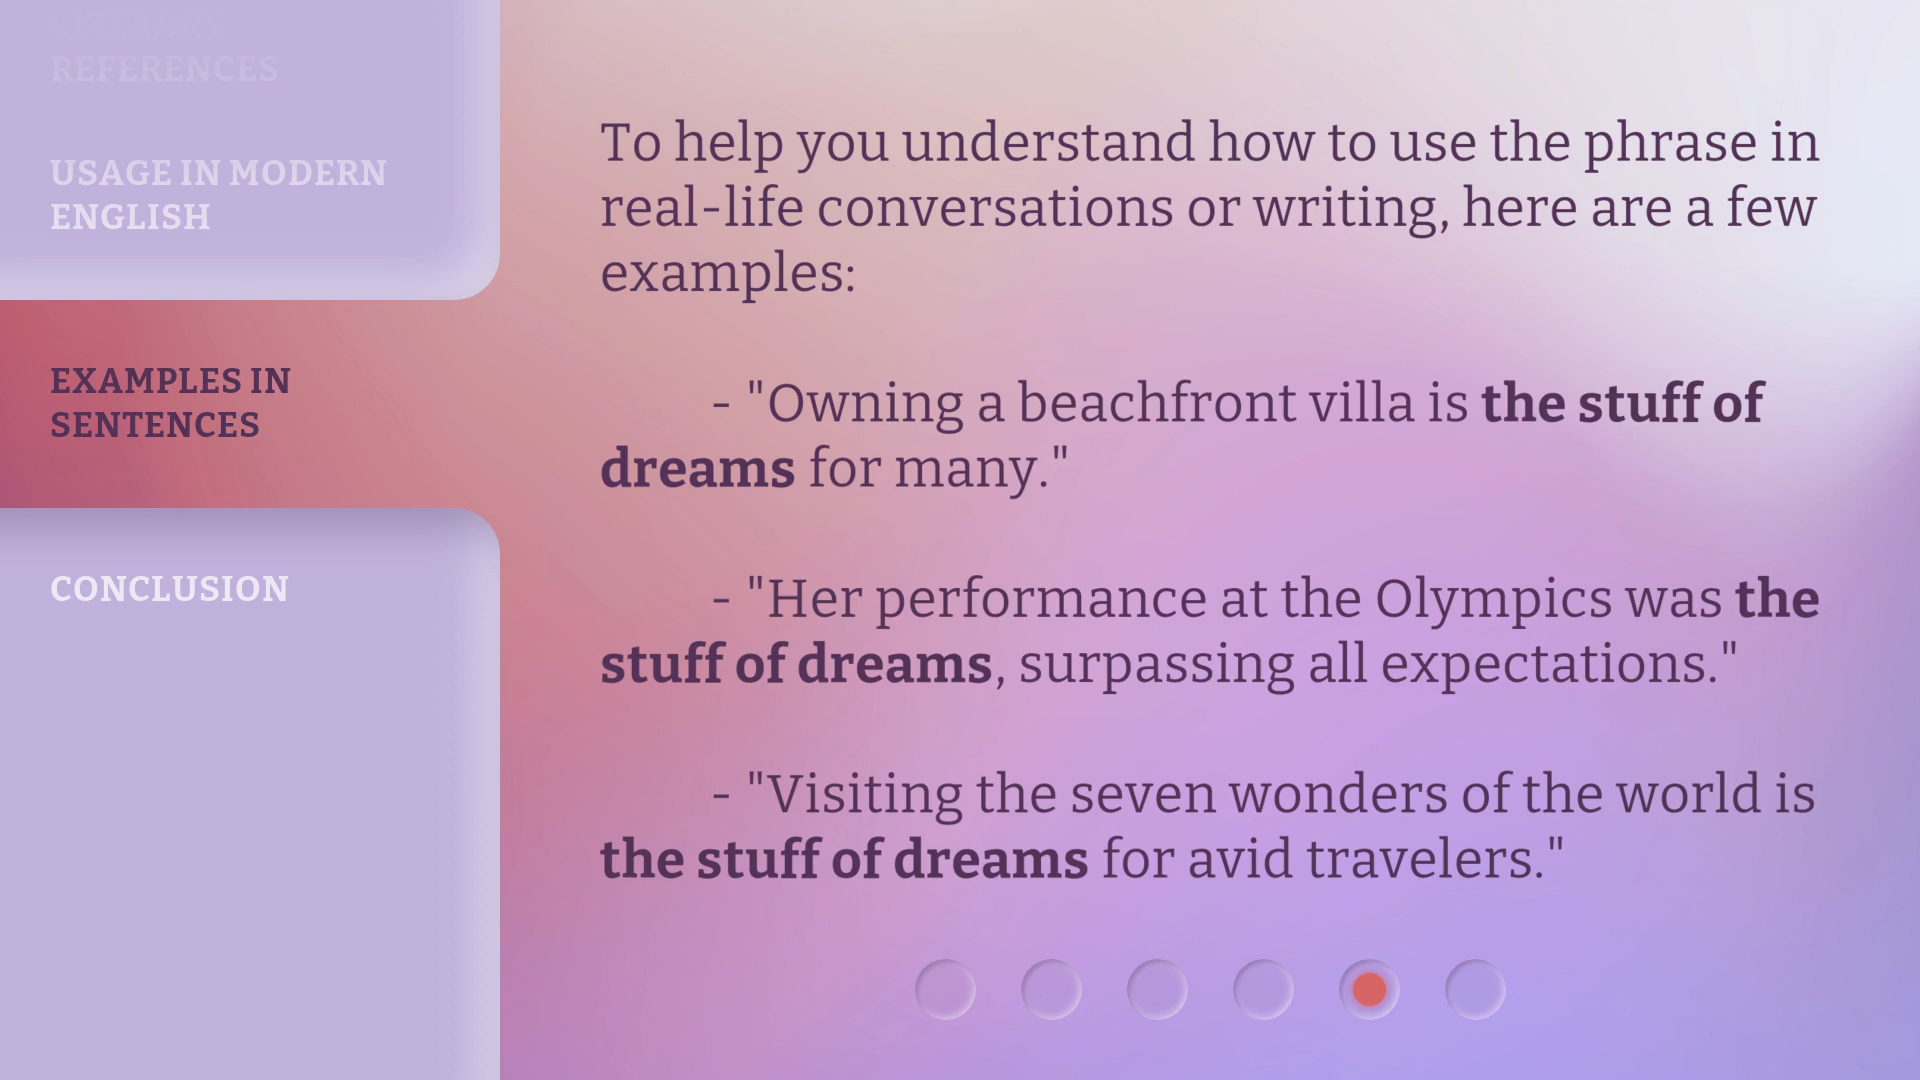 LITERARY
REFERENCES
USAGE IN MODERN
ENGLISH
EXAMPLES IN
SENTENCES
CONCLUSION
To help you understand how to use the phrase in
real-life conversations or writing, here are a few
examples:
- "Owning a beachfront villa is the stuff of
dreams for many."
- "Her performance at the Olympics was the
stuff of dreams, surpassing all expectations."
- "Visiting the seven wonders of the world is
the stuff of dreams for avid travelers."